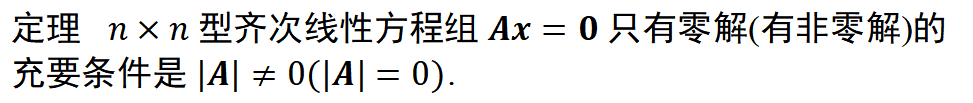 定理 n × n 型齐次线性方程组 Ax = 0 只有零解(有非零解)的
充要条件是 |A| ≠ 0(|A| = 0).